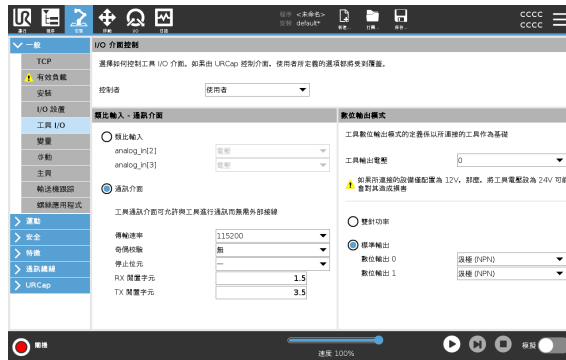 UR
運行
程序
安裝
移動
I/O
日誌
程序 <未命名>
安裝 default*
新建...
打開...
保存...
cccc
cccc
一般
TCP
有效負載
安裝
I/O 設置
工具 I/O
變量
啟動
主頁
輸送機跟蹤
螺絲應用程式
運動
安全
特徵
通訊總線
URCap
I/O 介面控制
選擇如何控制工具 I/O 介面。如果由 URCap 控制介面，使用者所定義的選項都將受到覆蓋。
控制者
使用者
類比輸入 - 通訊介面
類比輸入
analog_in[2]
電壓
analog_in[3]
電壓
通訊介面
工具通訊介面可允許與工具進行通訊而無需外部接線
傳輸速率
115200
奇偶校驗
無
停止位元
一
RX 閒置字元
1.5
TX 閒置字元
3.5
數位輸出模式
工具數位輸出模式的定義係以所連接的工具作為基礎
工具輸出電壓
0
如果所連接的設備僅配置為 12V，那麼，將工具電壓設為 24V 可能
會對其造成損害
雙針功率
標準輸出
數位輸出 0
汲極 (NPN)
數位輸出 1
汲極 (NPN)
關機
速度 100%
模擬